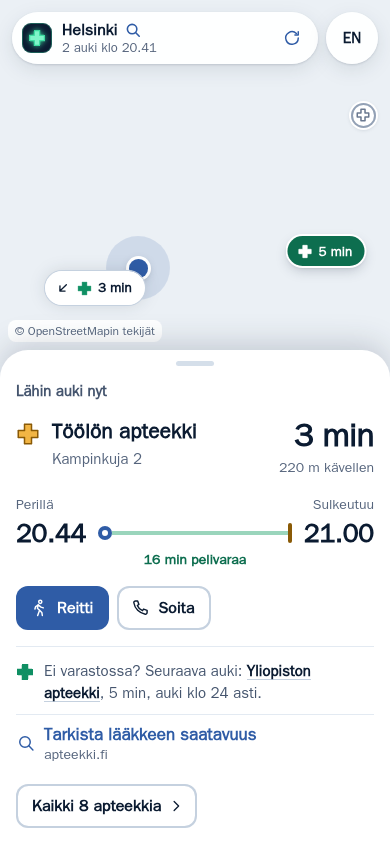 Helsinki
2 auki klo 20.41
EN
5 min
3 min
© OpenStreetMapin tekijät
Lähin auki nyt
Töölön apteekki
3 min
Kampinkuja 2
220 m kävellen
Perillä
Sulkeutuu
20.44
21.00
16 min pelivaraa
Reitti
Soita
Ei varastossa? Seuraava auki: Yliopiston
apteekki, 5 min, auki klo 24 asti.
Tarkista lääkkeen saatavuus
apteekki.fi
Kaikki 8 apteekkia